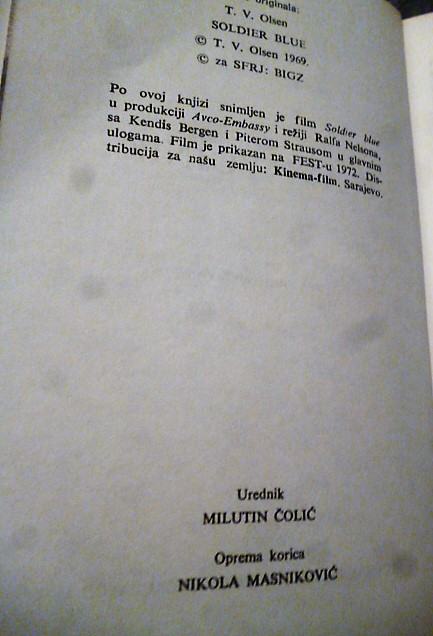 originala:
T. V. Olsen
SOLDIER BLUE
© T. V. Olsen 1969.
© za SFRJ: BIGZ
Po ovoj knjizi snimljen je film Soldier blue
u produkciji Avco-Embassy i režiji Ralfa Nelsona,
sa Kendis Bergen i Piterom Strausom u glavnim
ulogama. Film je prikazan na FEST-u 1972. Dis-
tribucija za našu zemlju: Kinema-film, Sarajevo.
Urednik
MILUTIN ČOLIĆ
Oprema korica
NIKOLA MASNIKOVIĆ